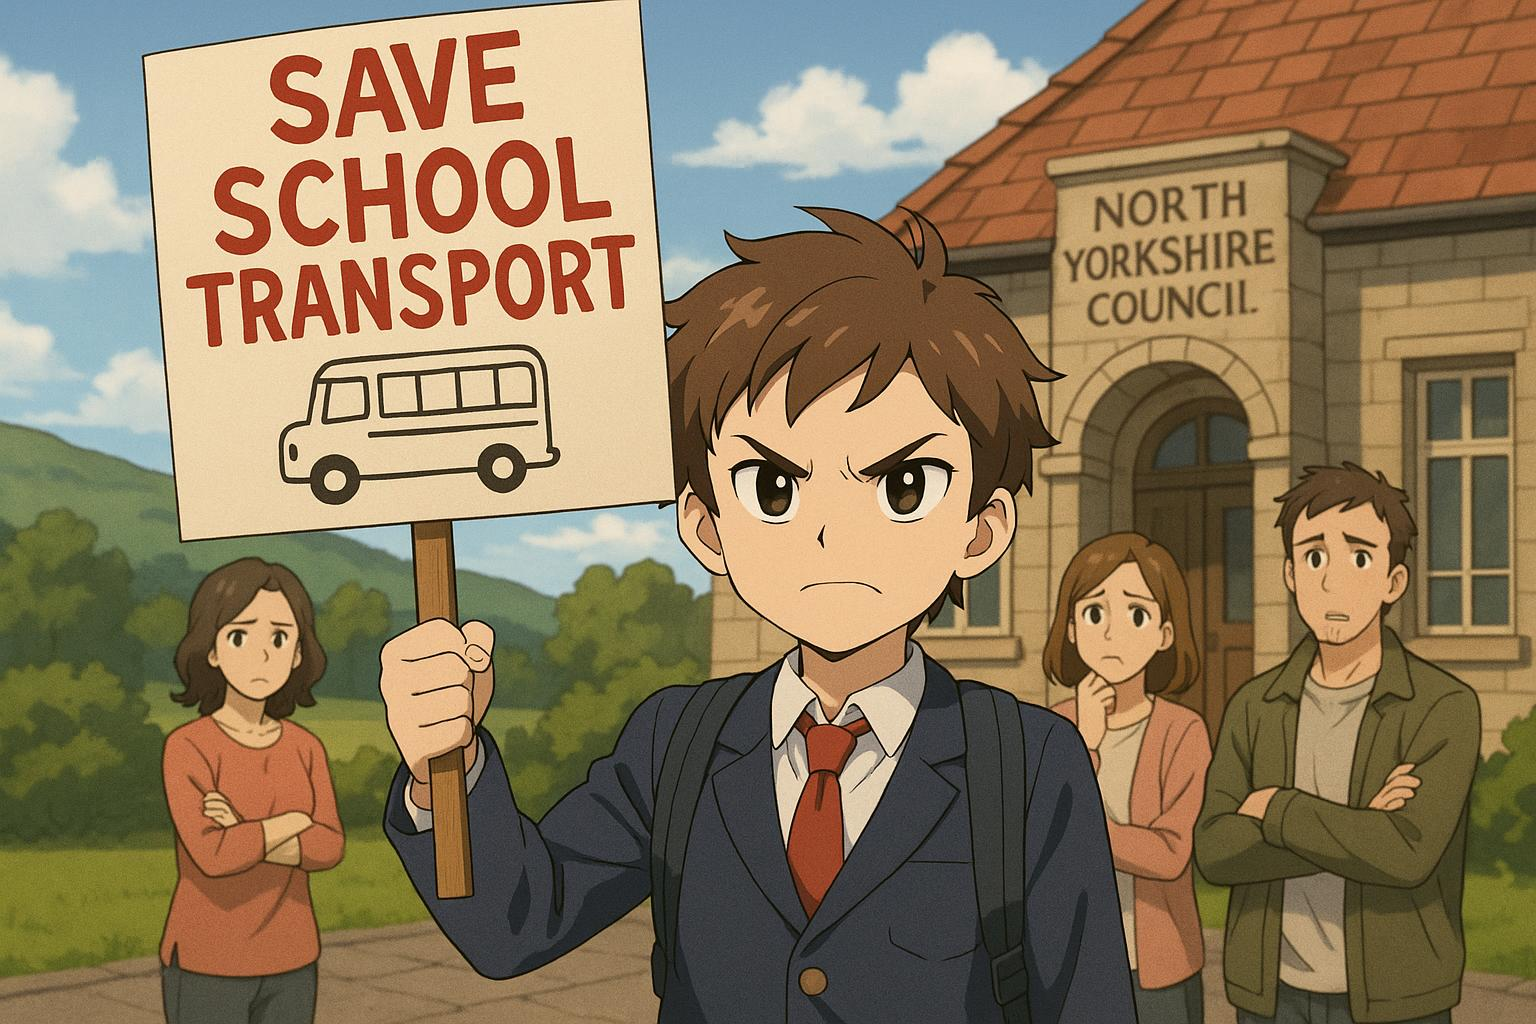 SAVE
SCHOOL
TRANSPORT
NORTH
YORKSHIRE
COUNCIL.